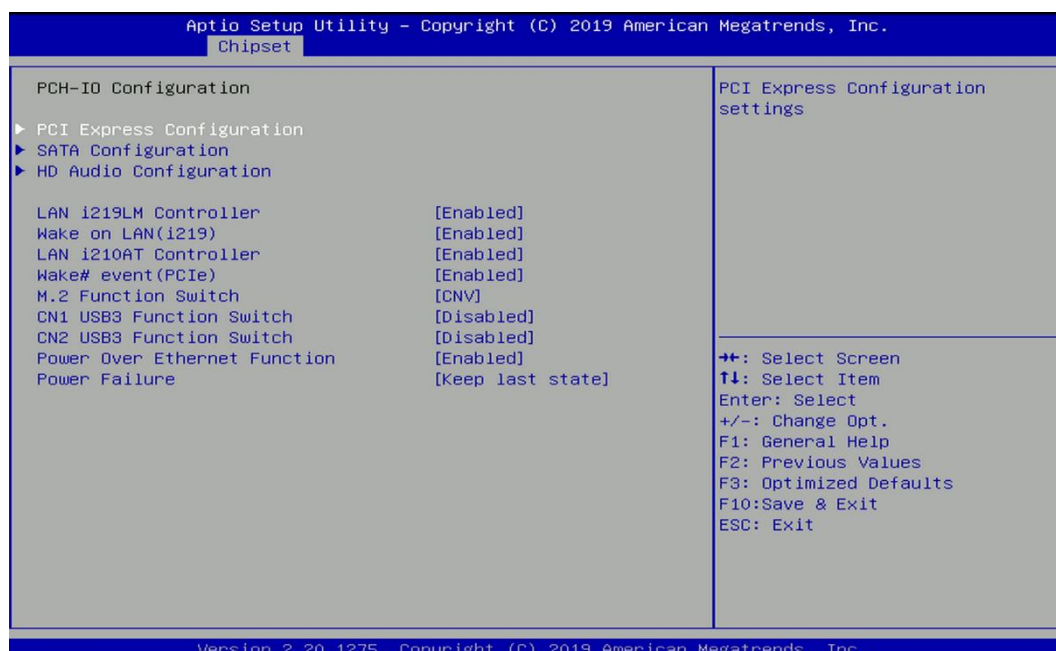 Aptio Setup Utility – Copyright (C) 2019 American Megatrends, Inc.
Chipset
PCH-IO Configuration
▶ PCI Express Configuration
▶ SATA Configuration
▶ HD Audio Configuration
LAN i219LM Controller [Enabled]
Wake on LAN(i219) [Enabled]
LAN i210AT Controller [Enabled]
Wake# event(PCIe) [Enabled]
M.2 Function Switch [CNV]
CN1 USB3 Function Switch [Disabled]
CN2 USB3 Function Switch [Disabled]
Power Over Ethernet Function [Enabled]
Power Failure [Keep last state]
PCI Express Configuration
settings
→←: Select Screen
↑↓: Select Item
Enter: Select
+/-: Change Opt.
F1: General Help
F2: Previous Values
F3: Optimized Defaults
F10:Save & Exit
ESC: Exit
Version 2.20.1275. Copyright (C) 2019 American Megatrends, Inc.